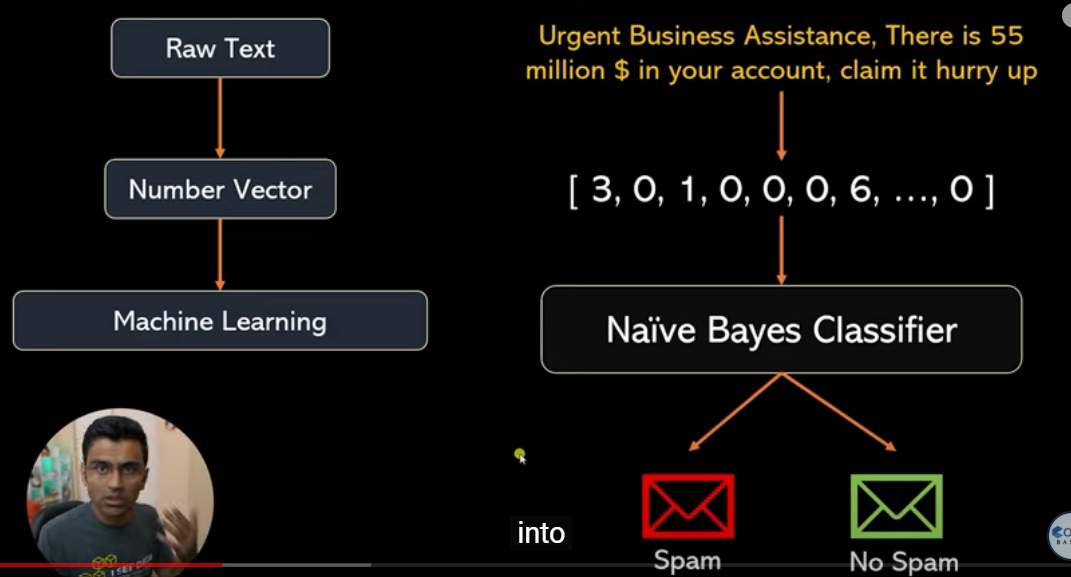 Raw Text
Number Vector
Machine Learning
Urgent Business Assistance, There is 55
million $ in your account, claim it hurry up
[ 3, 0, 1, 0, 0, 0, 6, ..., 0 ]
Naïve Bayes Classifier
Spam
No Spam
into